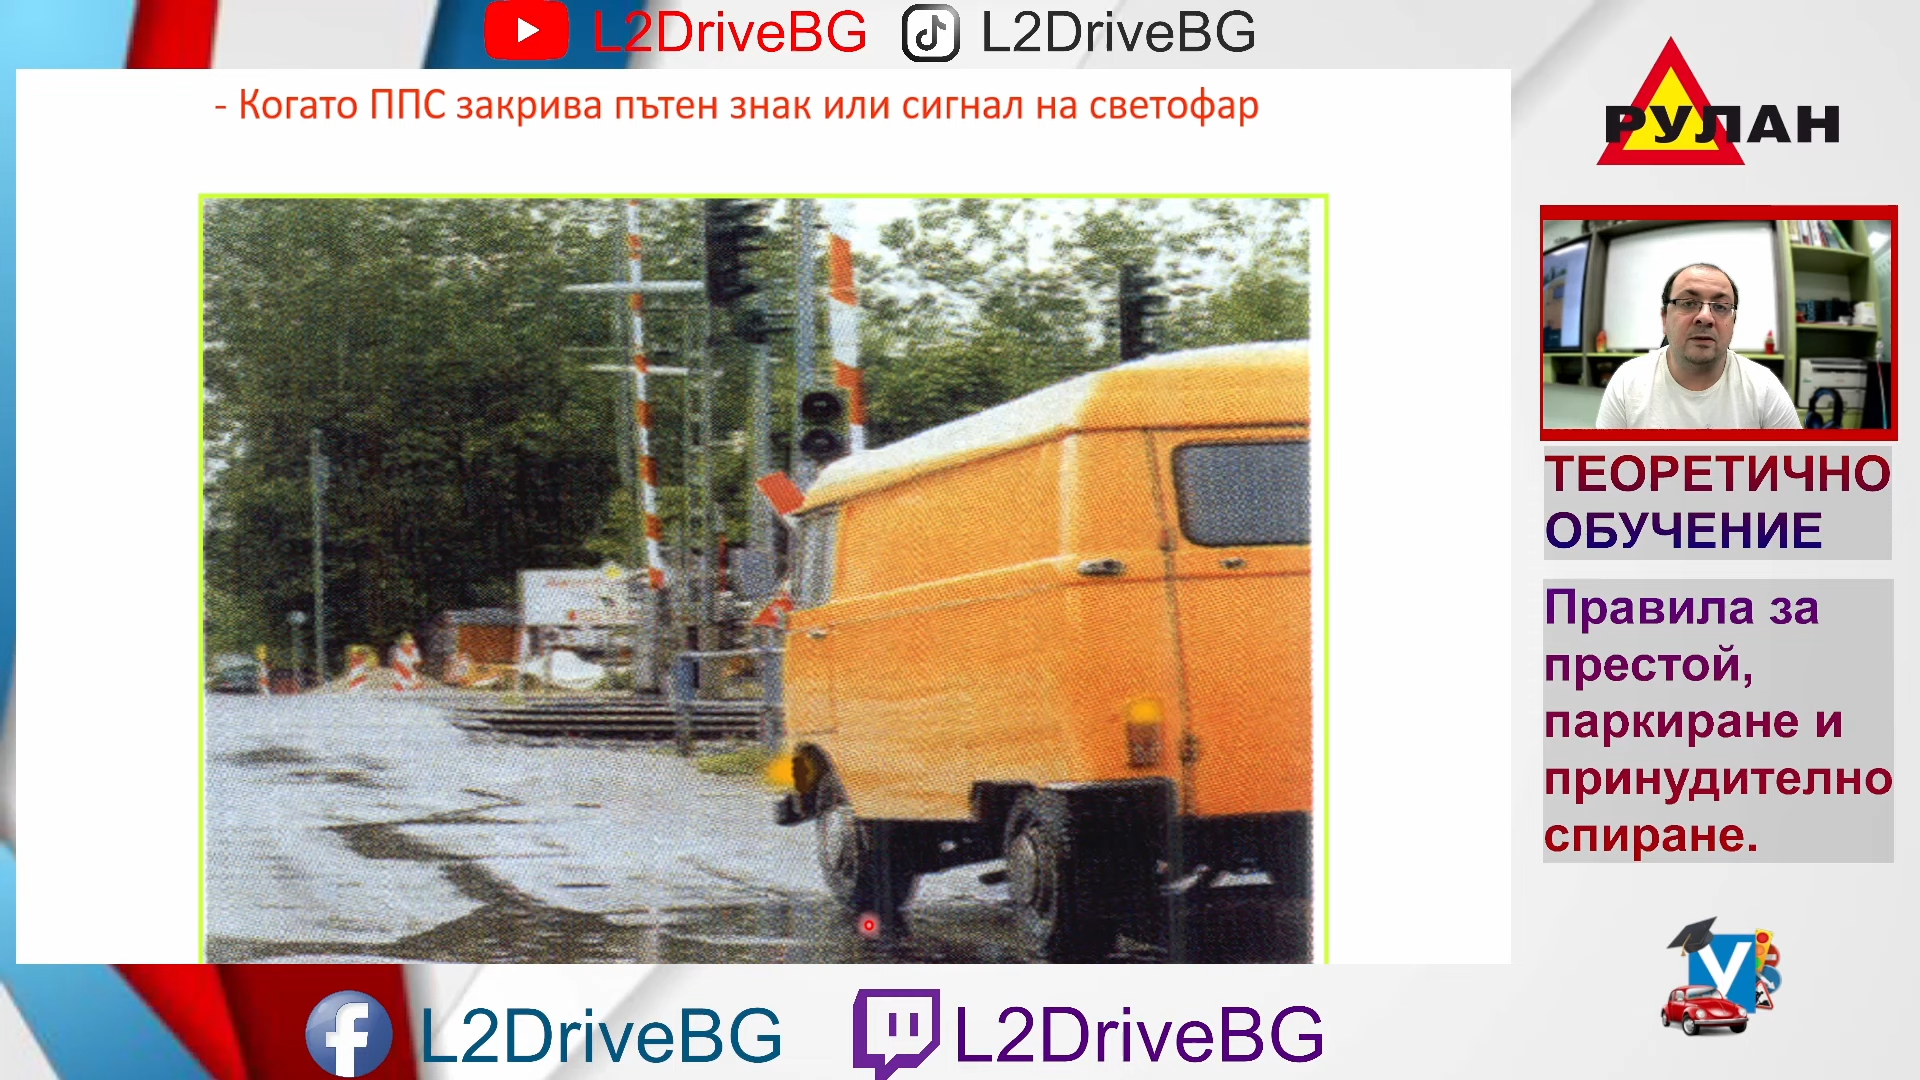 L2DriveBG L2DriveBG
- Когато ППС закрива пътен знак или сигнал на светофар
РУЛАН
ТЕОРЕТИЧНО
ОБУЧЕНИЕ
Правила за
престой,
паркиране и
принудително
спиране.
L2DriveBG L2DriveBG